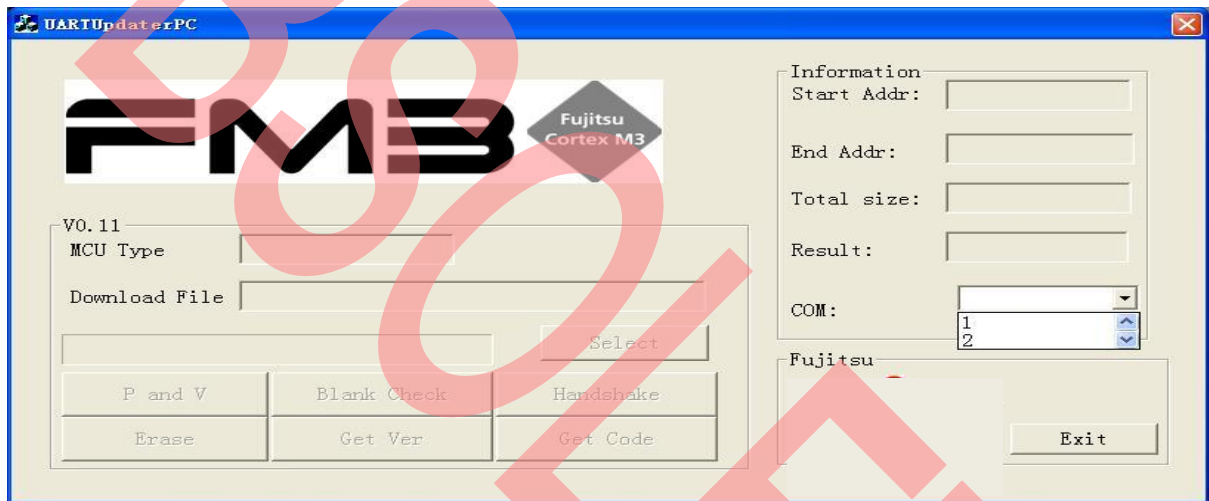 UARTUpdaterPC
FM3
Fujitsu
Cortex M3
V0.11
MCU Type
Download File
Select
P and V
Blank Check
Handshake
Erase
Get Ver
Get Code
Information
Start Addr:
End Addr:
Total size:
Result:
COM:
1
2
Fujitsu
Exit